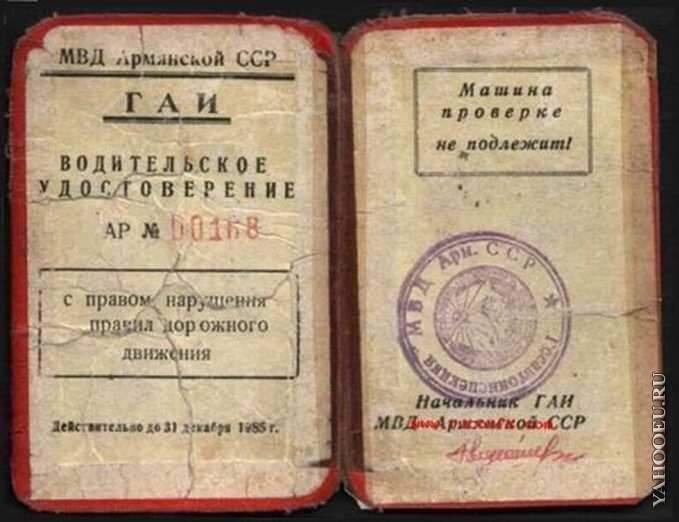 МВД Армянской ССР
ГАИ
ВОДИТЕЛЬСКОЕ
УДОСТОВЕРЕНИЕ
АР № 00168
с правом нарушения
правил дорожного
движения
Действительно до 31 декабря 1985 г.
Машина
проверке
не подлежит!
МВД Арм. ССР ★ Госавтоинспекция
Начальник ГАИ
МВД Армянской ССР
YAHOOEU.RU